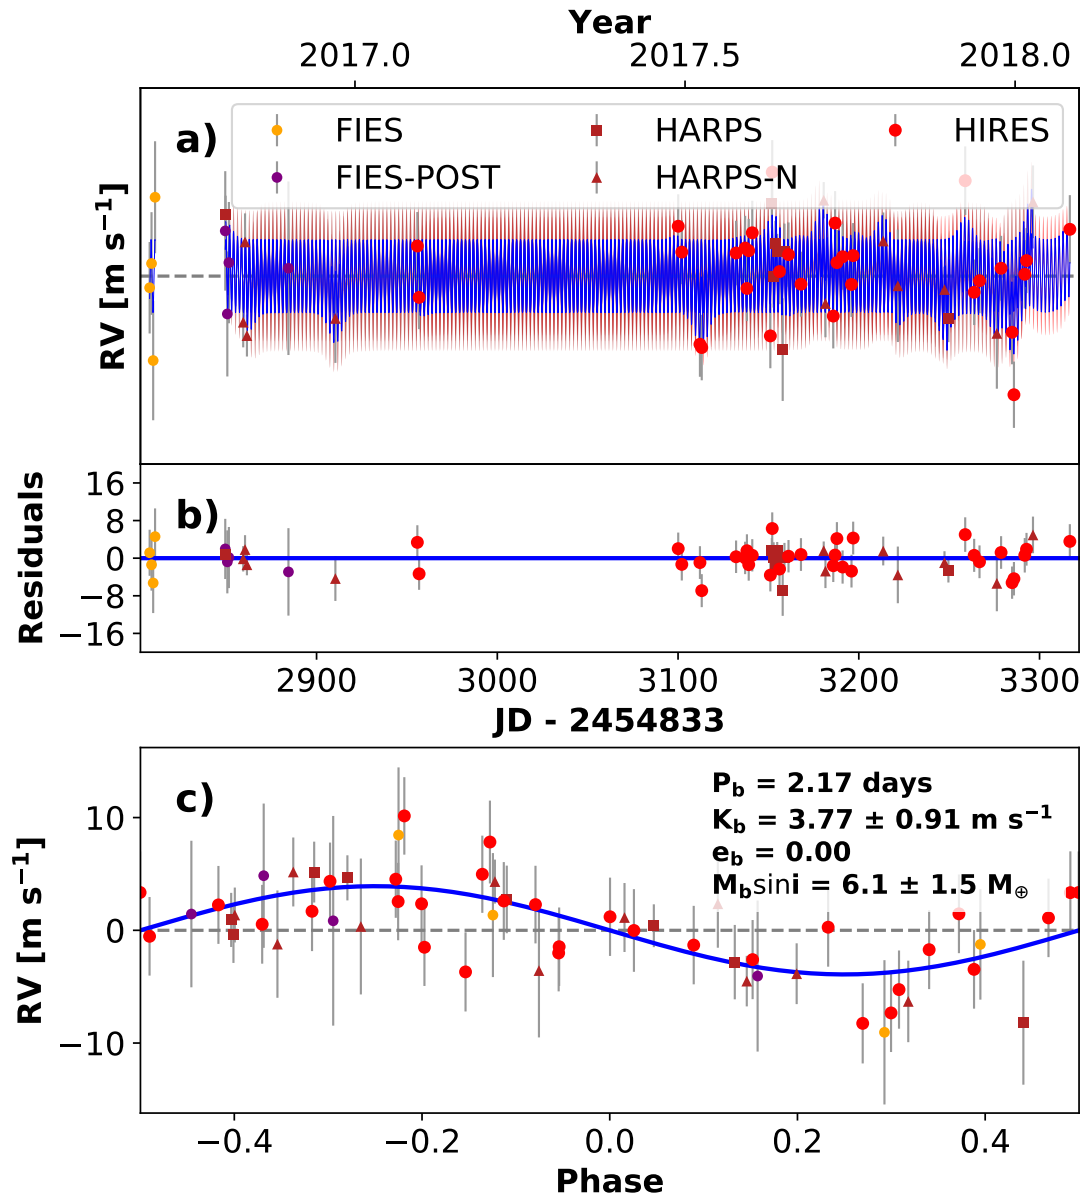 Year
2017.0 2017.5 2018.0
a)
FIES HARPS HIRES
FIES-POST HARPS-N
RV [m s⁻¹]
b)
Residuals
16
8
0
−8
−16
2900 3000 3100 3200 3300
JD - 2454833
c)
P_b = 2.17 days
K_b = 3.77 ± 0.91 m s⁻¹
e_b = 0.00
M_b sini = 6.1 ± 1.5 M_⊕
RV [m s⁻¹]
10
0
−10
−0.4 −0.2 0.0 0.2 0.4
Phase